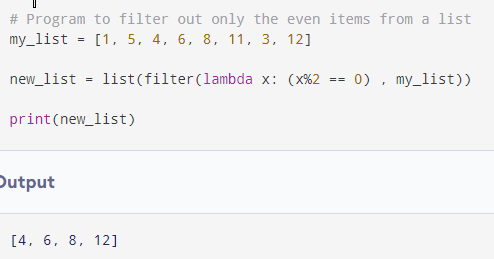 # Program to filter out only the even items from a list
my_list = [1, 5, 4, 6, 8, 11, 3, 12]
new_list = list(filter(lambda x: (x%2 == 0) , my_list))
print(new_list)
Output
[4, 6, 8, 12]